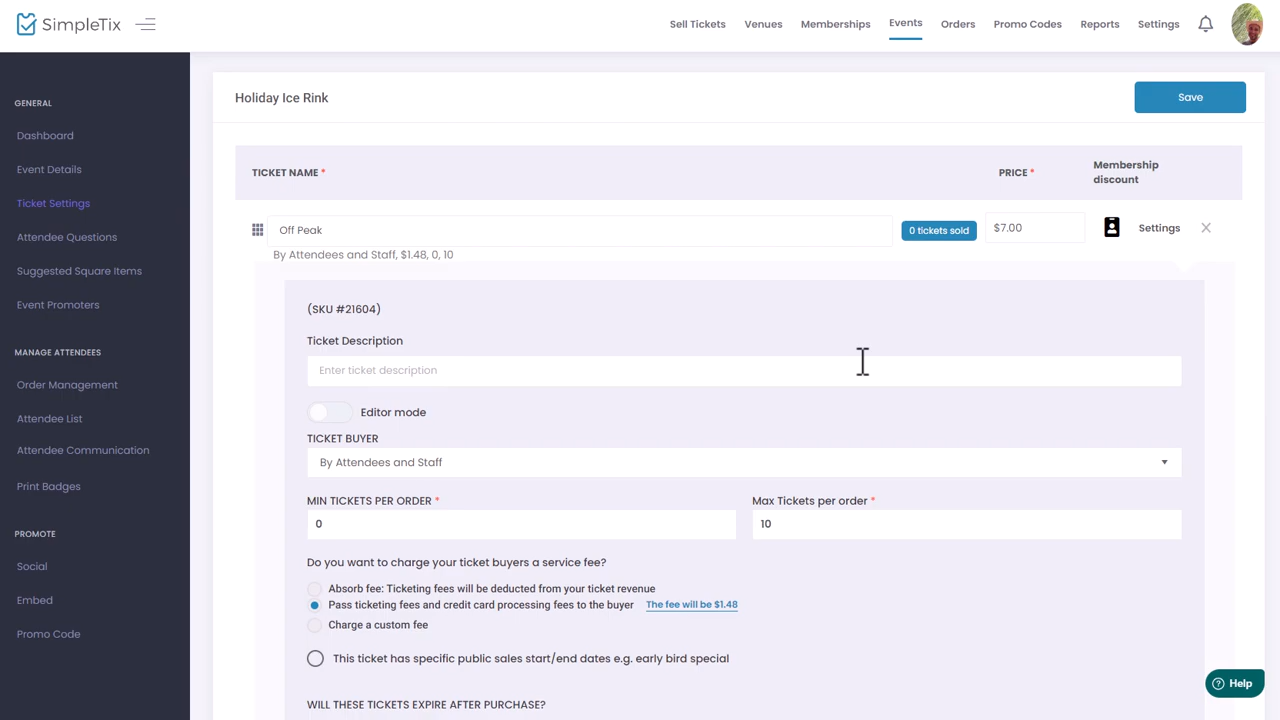 SimpleTix
Sell Tickets Venues Memberships Events Orders Promo Codes Reports Settings
GENERAL
Dashboard
Event Details
Ticket Settings
Attendee Questions
Suggested Square Items
Event Promoters
MANAGE ATTENDEES
Order Management
Attendee List
Attendee Communication
Print Badges
PROMOTE
Social
Embed
Promo Code
Holiday Ice Rink Save
TICKET NAME * PRICE * Membership
discount
Off Peak 0 tickets sold $7.00 Settings
By Attendees and Staff, $1.48, 0, 10
(SKU #21604)
Ticket Description
Enter ticket description
Editor mode
TICKET BUYER
By Attendees and Staff
MIN TICKETS PER ORDER * Max Tickets per order *
0 10
Do you want to charge your ticket buyers a service fee?
Absorb fee: Ticketing fees will be deducted from your ticket revenue
Pass ticketing fees and credit card processing fees to the buyer The fee will be $1.48
Charge a custom fee
This ticket has specific public sales start/end dates e.g. early bird special
WILL THESE TICKETS EXPIRE AFTER PURCHASE?
? Help